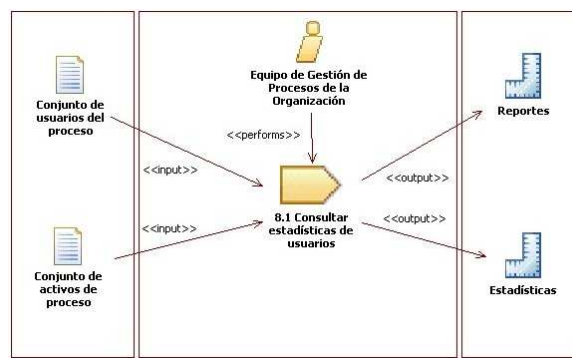 Conjunto de
usuarios del
proceso
<<input>>
Conjunto de
activos de
proceso
<<input>>
Equipo de Gestión de
Procesos de la
Organización
<<performs>>
8.1 Consultar
estadísticas de
usuarios
<<output>>
Reportes
<<output>>
Estadísticas